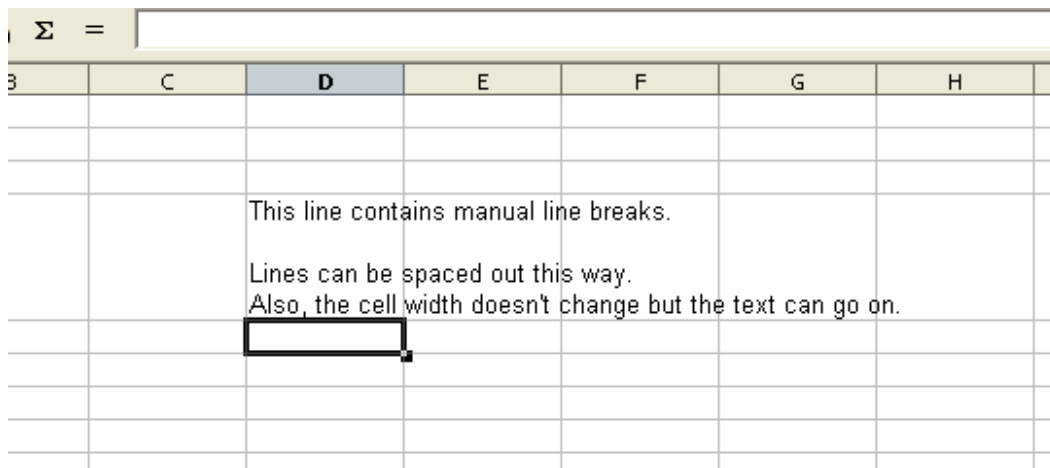 Σ =
B C D E F G H
This line contains manual line breaks.

Lines can be spaced out this way.
Also, the cell width doesn't change but the text can go on.